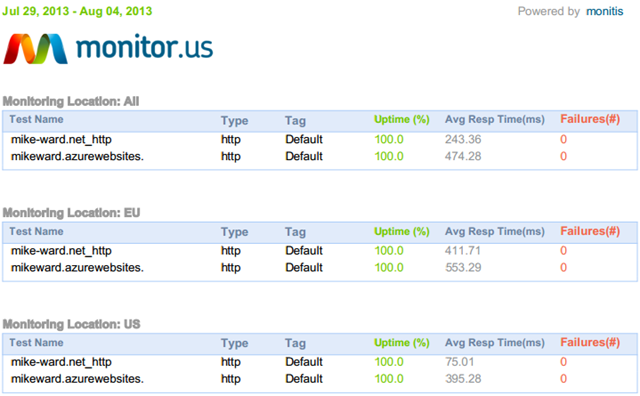 Jul 29, 2013 - Aug 04, 2013 Powered by monitis
monitor.us
Monitoring Location: All
Test Name Type Tag Uptime (%) Avg Resp Time(ms) Failures(#)
mike-ward.net_http http Default 100.0 243.36 0
mikeward.azurewebsites. http Default 100.0 474.28 0
Monitoring Location: EU
Test Name Type Tag Uptime (%) Avg Resp Time(ms) Failures(#)
mike-ward.net_http http Default 100.0 411.71 0
mikeward.azurewebsites. http Default 100.0 553.29 0
Monitoring Location: US
Test Name Type Tag Uptime (%) Avg Resp Time(ms) Failures(#)
mike-ward.net_http http Default 100.0 75.01 0
mikeward.azurewebsites. http Default 100.0 395.28 0